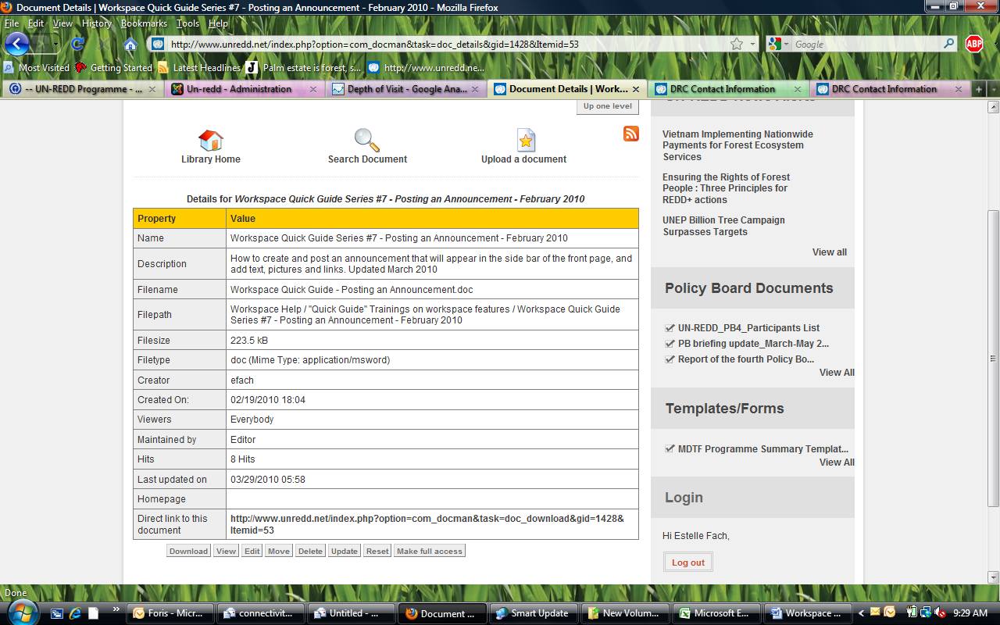 Document Details | Workspace Quick Guide Series #7 - Posting an Announcement - February 2010 - Mozilla Firefox
File Edit View History Bookmarks Tools Help
http://www.unredd.net/index.php?option=com_docman&task=doc_details&gid=1428&Itemid=53
Google
ABP
Most Visited Getting Started Latest Headlines Palm estate is forest, s... http://www.unredd.ne...
-- UN-REDD Programme - ... Un-redd - Administration Depth of Visit - Google Ana... Document Details | Work... DRC Contact Information DRC Contact Information
Up one level
Library Home
Search Document
Upload a document
Details for Workspace Quick Guide Series #7 - Posting an Announcement - February 2010
Property Value
Name Workspace Quick Guide Series #7 - Posting an Announcement - February 2010
Description How to create and post an announcement that will appear in the side bar of the front page, and
add text, pictures and links. Updated March 2010
Filename Workspace Quick Guide - Posting an Announcement.doc
Filepath Workspace Help / "Quick Guide" Trainings on workspace features / Workspace Quick Guide
Series #7 - Posting an Announcement - February 2010
Filesize 223.5 kB
Filetype doc (Mime Type: application/msword)
Creator efach
Created On: 02/19/2010 18:04
Viewers Everybody
Maintained by Editor
Hits 8 Hits
Last updated on 03/29/2010 05:58
Homepage
Direct link to this
document
http://www.unredd.net/index.php?option=com_docman&task=doc_download&gid=1428&
Itemid=53
Download View Edit Move Delete Update Reset Make full access
Vietnam Implementing Nationwide
Payments for Forest Ecosystem
Services
Ensuring the Rights of Forest
People : Three Principles for
REDD+ actions
UNEP Billion Tree Campaign
Surpasses Targets
View all
Policy Board Documents
UN-REDD_PB4_Participants List
PB briefing update_March-May 2...
Report of the fourth Policy Bo...
View All
Templates/Forms
MDTF Programme Summary Templat...
View All
Login
Hi Estelle Fach,
Log out
Done
Foris - Micr... connectivit... Untitled - ... Document ... Smart Update New Volum... Microsoft E... Workspace ... 9:29 AM